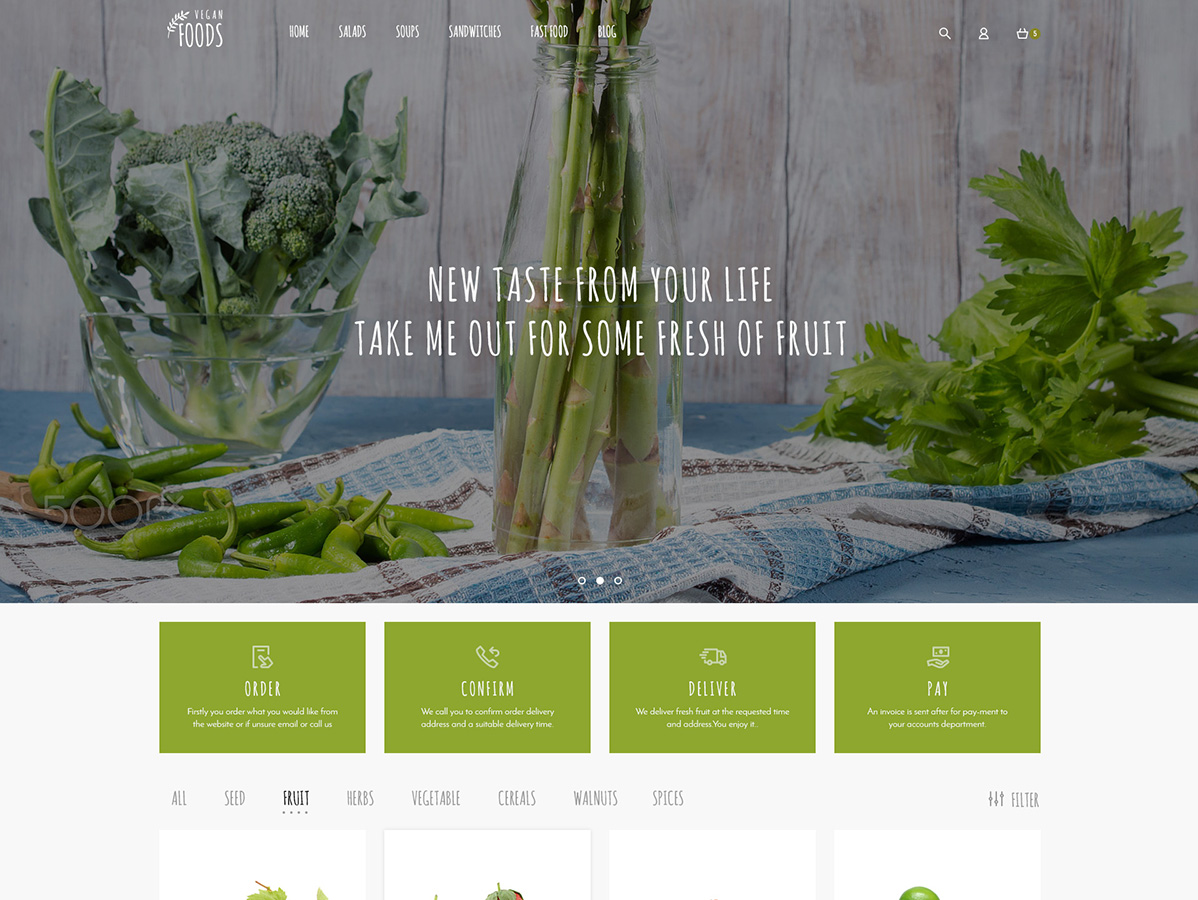 VEGAN
FOODS
HOME
SALADS
SOUPS
SANDWITCHES
FAST FOOD
BLOG
5
NEW TASTE FROM YOUR LIFE
TAKE ME OUT FOR SOME FRESH OF FRUIT
500px
ORDER
Firstly you order what you would like from
the website or if unsure email or call us
CONFIRM
We call you to confirm order delivery
address and a suitable delivery time.
DELIVER
We deliver fresh fruit at the requested time
and address.You enjoy it..
PAY
An invoice is sent after for pay-ment to
your accounts department
ALL
SEED
FRUIT
HERBS
VEGETABLE
CEREALS
WALNUTS
SPICES
FILTER